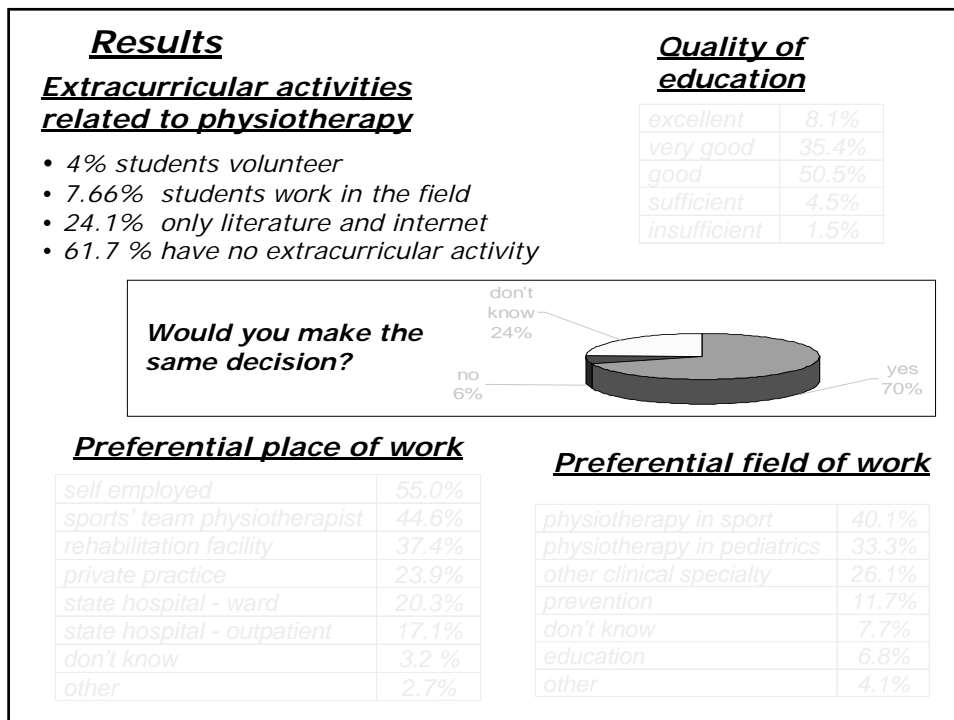 Results
Extracurricular activities
related to physiotherapy
• 4% students volunteer
• 7.66%  students work in the field
• 24.1%  only literature and internet
• 61.7 % have no extracurricular activity
Quality of
education
excellent 8.1%
very good 35.4%
good 50.5%
sufficient 4.5%
insufficient 1.5%
Would you make the
same decision?
don't
know
24%
no
6%
yes
70%
Preferential place of work
self employed 55.0%
sports' team physiotherapist 44.6%
rehabilitation facility 37.4%
private practice 23.9%
state hospital - ward 20.3%
state hospital - outpatient 17.1%
don't know 3.2 %
other 2.7%
Preferential field of work
physiotherapy in sport 40.1%
physiotherapy in pediatrics 33.3%
other clinical specialty 26.1%
prevention 11.7%
don't know 7.7%
education 6.8%
other 4.1%